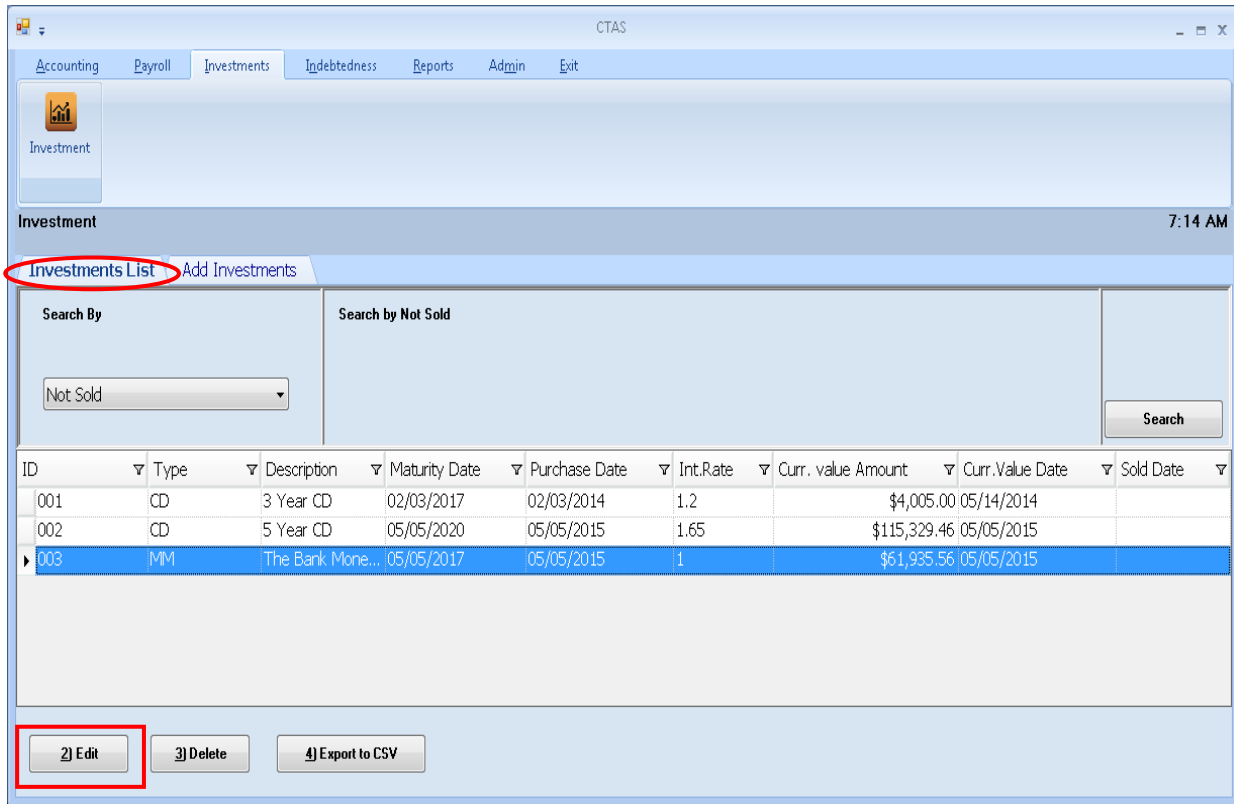 CTAS
Accounting Payroll Investments Indebtedness Reports Admin Exit
Investment
Investment 7:14 AM
Investments List Add Investments
Search By Search by Not Sold
Not Sold
Search
ID Type Description Maturity Date Purchase Date Int.Rate Curr. value Amount Curr.Value Date Sold Date
001 CD 3 Year CD 02/03/2017 02/03/2014 1.2 $4,005.00 05/14/2014
002 CD 5 Year CD 05/05/2020 05/05/2015 1.65 $115,329.46 05/05/2015
003 MM The Bank Mone... 05/05/2017 05/05/2015 1 $61,935.56 05/05/2015
2) Edit 3) Delete 4) Export to CSV